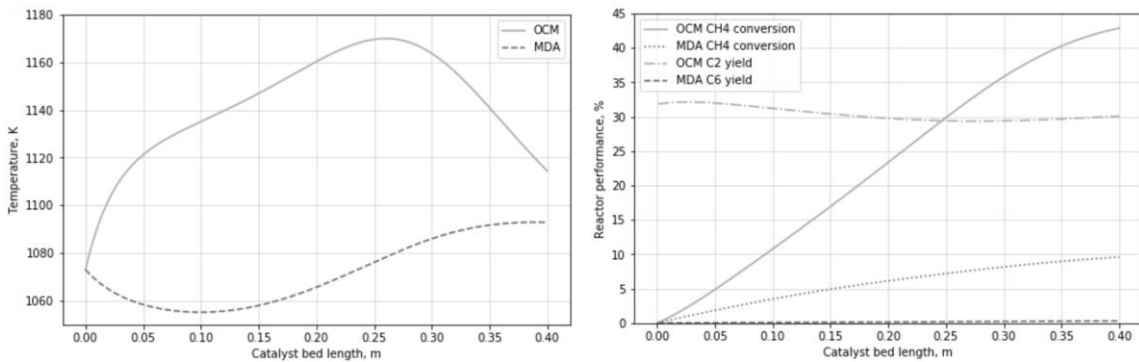 1180
1160
1140
1120
1100
1080
1060
Temperature, K
OCM
MDA
0.00 0.05 0.10 0.15 0.20 0.25 0.30 0.35 0.40
Catalyst bed length, m
45
40
35
30
25
20
15
10
5
0
Reactor performance, %
OCM CH4 conversion
MDA CH4 conversion
OCM C2 yield
MDA C6 yield
0.00 0.05 0.10 0.15 0.20 0.25 0.30 0.35 0.40
Catalyst bed length, m